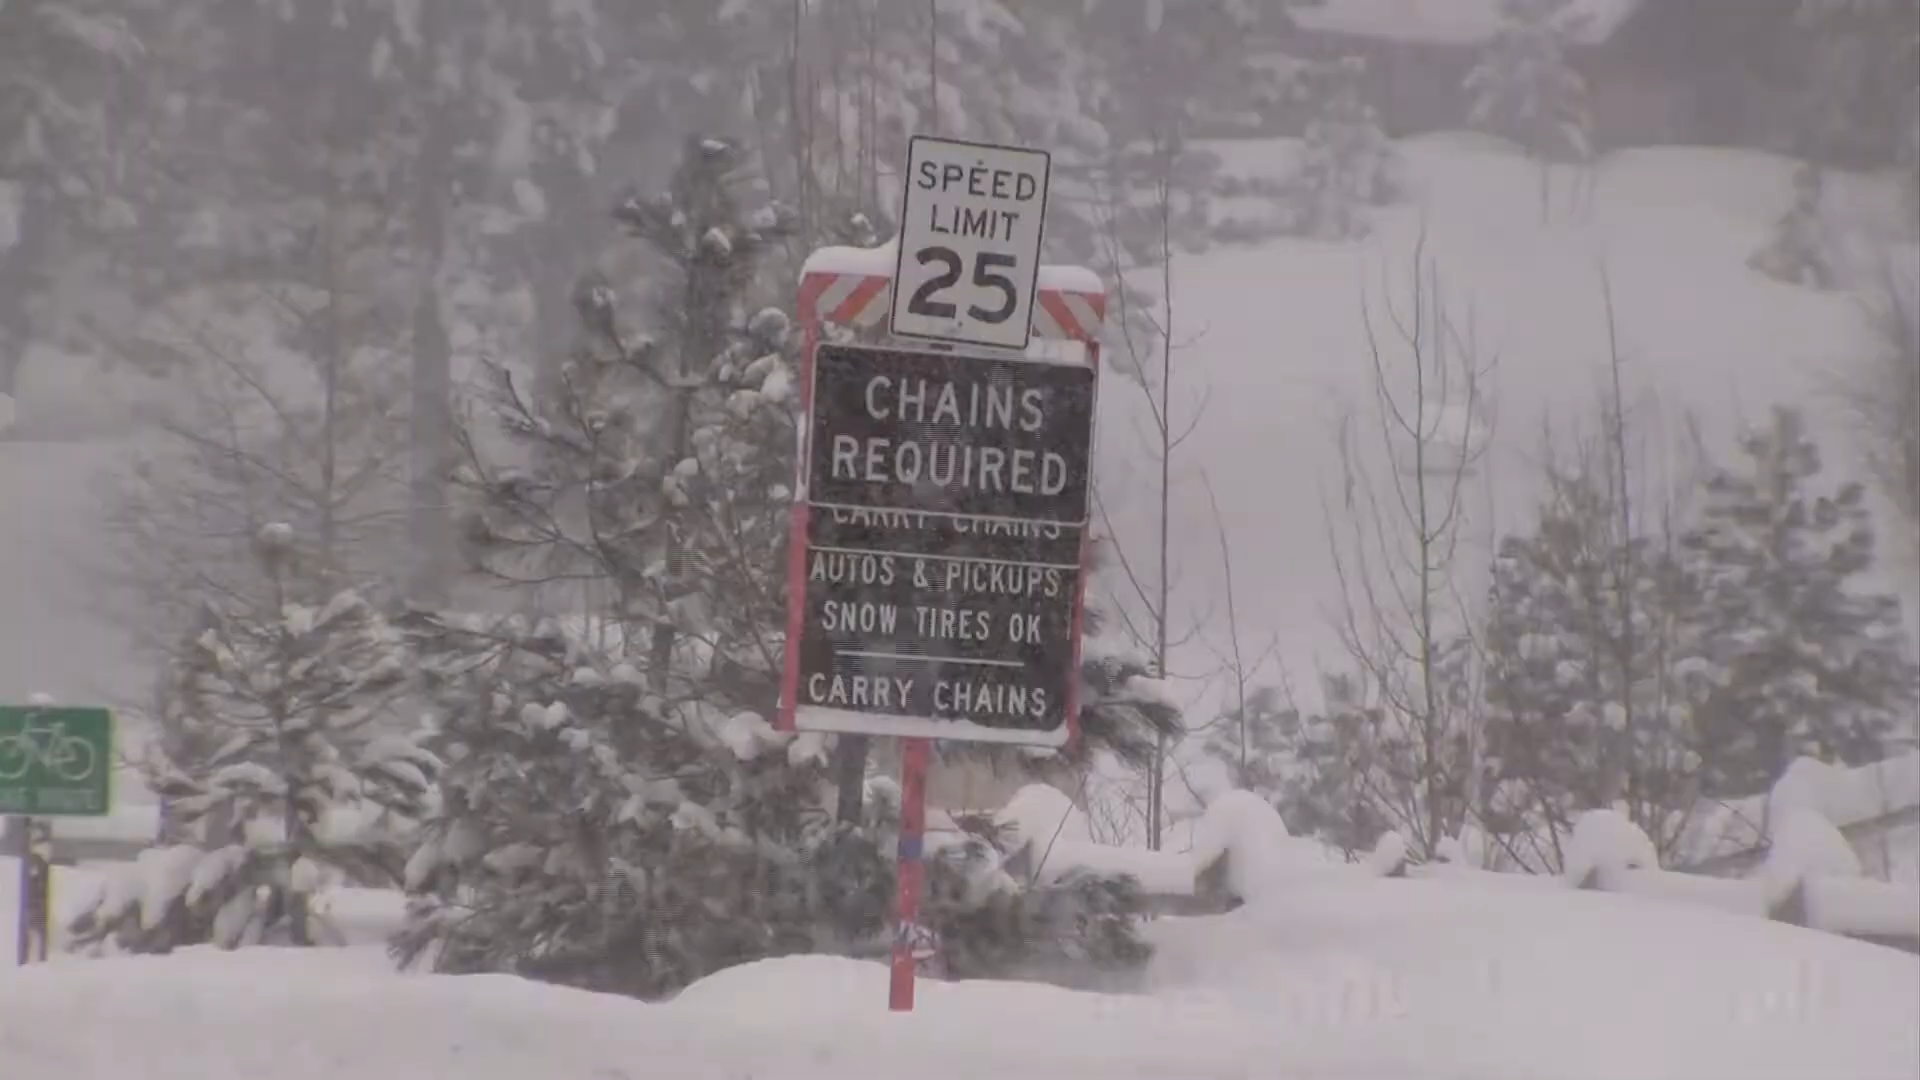 SPEED
LIMIT
25
CHAINS
REQUIRED
CARRY CHAINS
AUTOS & PICKUPS
SNOW TIRES OK
CARRY CHAINS